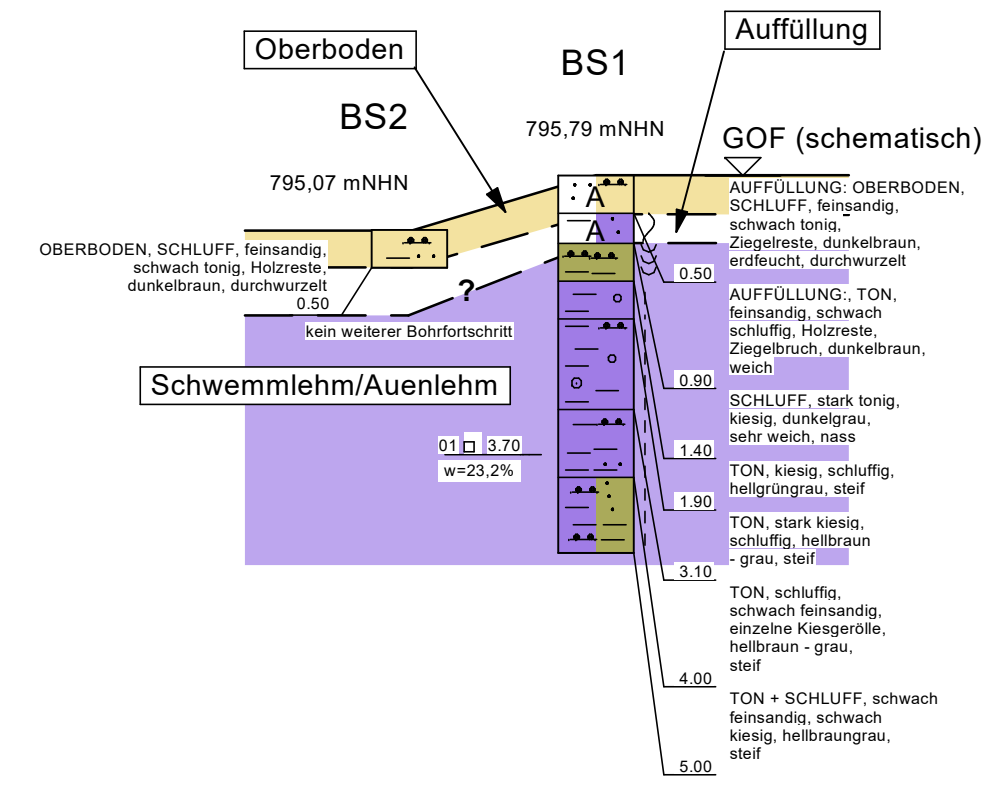 Oberboden
Auffüllung
BS1
BS2
795,79 mNHN
GOF (schematisch)
795,07 mNHN
OBERBODEN, SCHLUFF, feinsandig,
schwach tonig, Holzreste,
dunkelbraun, durchwurzelt
0.50
kein weiterer Bohrfortschritt
?
A
A
Schwemmlehm/Auenlehm
01 3.70
w=23,2%
AUFFÜLLUNG: OBERBODEN,
SCHLUFF, feinsandig,
schwach tonig,
Ziegelreste, dunkelbraun,
erdfeucht, durchwurzelt
0.50
AUFFÜLLUNG:, TON,
feinsandig, schwach
schluffig, Holzreste,
Ziegelbruch, dunkelbraun,
weich
0.90
SCHLUFF, stark tonig,
kiesig, dunkelgrau,
sehr weich, nass
1.40
TON, kiesig, schluffig,
hellgrüngrau, steif
1.90
TON, stark kiesig,
schluffig, hellbraun
- grau, steif
3.10
TON, schluffig,
schwach feinsandig,
einzelne Kiesgerölle,
hellbraun - grau,
steif
4.00
TON + SCHLUFF, schwach
feinsandig, schwach
kiesig, hellbraungrau,
steif
5.00